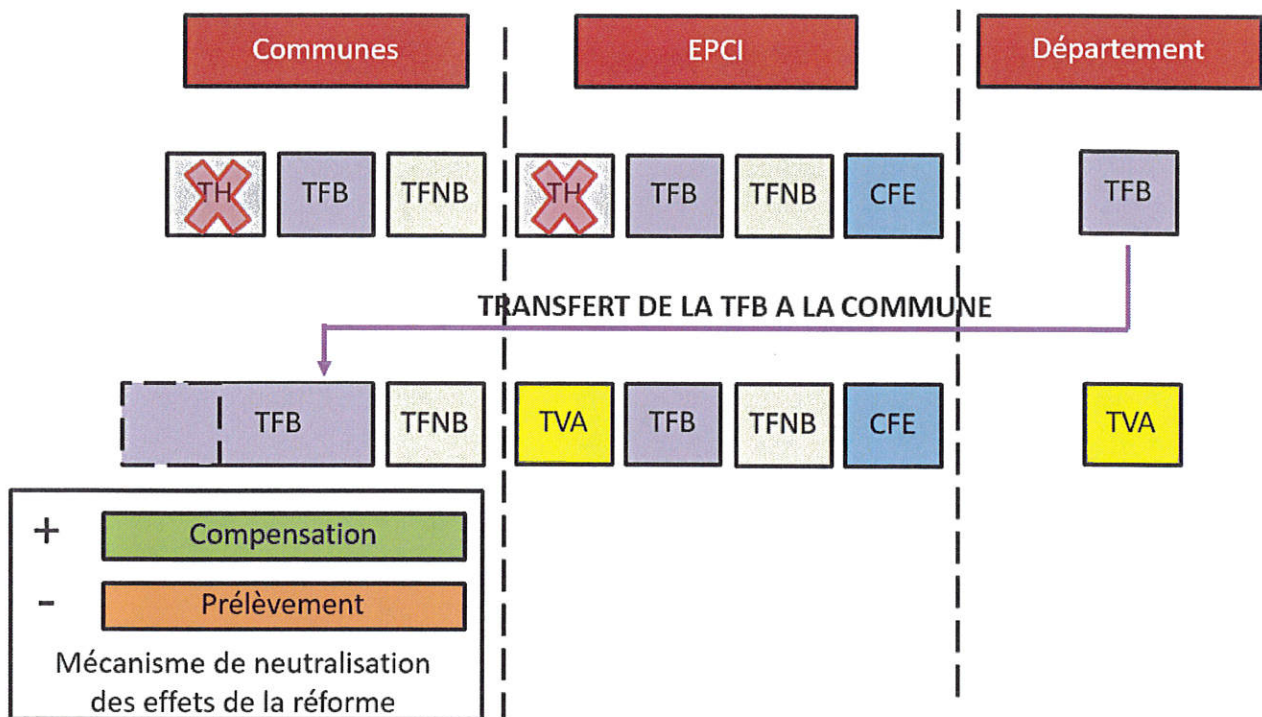 Communes EPCI Département
TH TFB TFNB TH TFB TFNB CFE TFB
TRANSFERT DE LA TFB A LA COMMUNE
TFB TFNB TVA TFB TFNB CFE TVA
+ Compensation
- Prélèvement
Mécanisme de neutralisation
des effets de la réforme